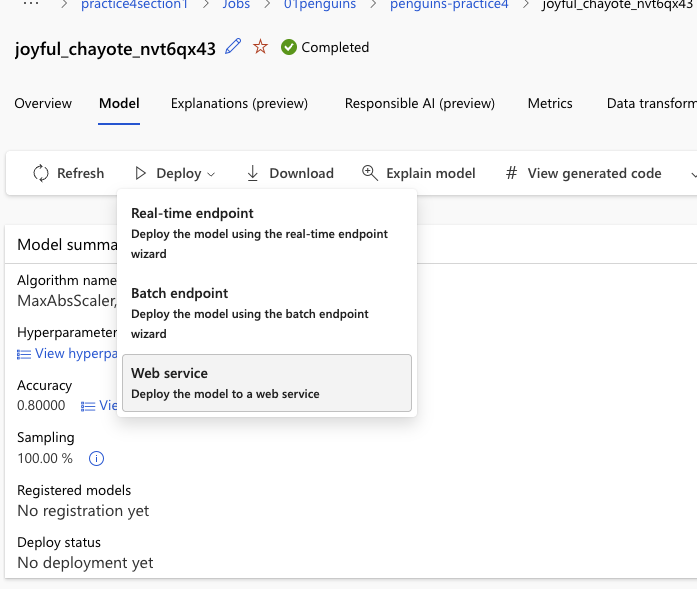 ... > practice4section1 > Jobs > 01penguins > penguins-practice4 > joyful_chayote_nvt6qx43
joyful_chayote_nvt6qx43 Completed
Overview Model Explanations (preview) Responsible AI (preview) Metrics Data transform
Refresh Deploy Download Explain model # View generated code
Real-time endpoint
Deploy the model using the real-time endpoint
wizard
Batch endpoint
Deploy the model using the batch endpoint
wizard
Web service
Deploy the model to a web service
Model summa
Algorithm name
MaxAbsScaler,
Hyperparameter
View hyperpa
Accuracy
0.80000 Vie
Sampling
100.00 %
Registered models
No registration yet
Deploy status
No deployment yet